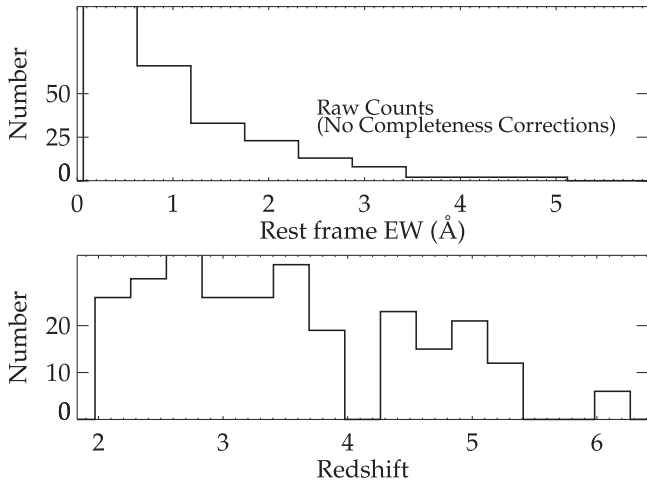 Number
50
25
0
Raw Counts
(No Completeness Corrections)
0 1 2 3 4 5
Rest frame EW (Å)
Number
20
10
0
2 3 4 5 6
Redshift